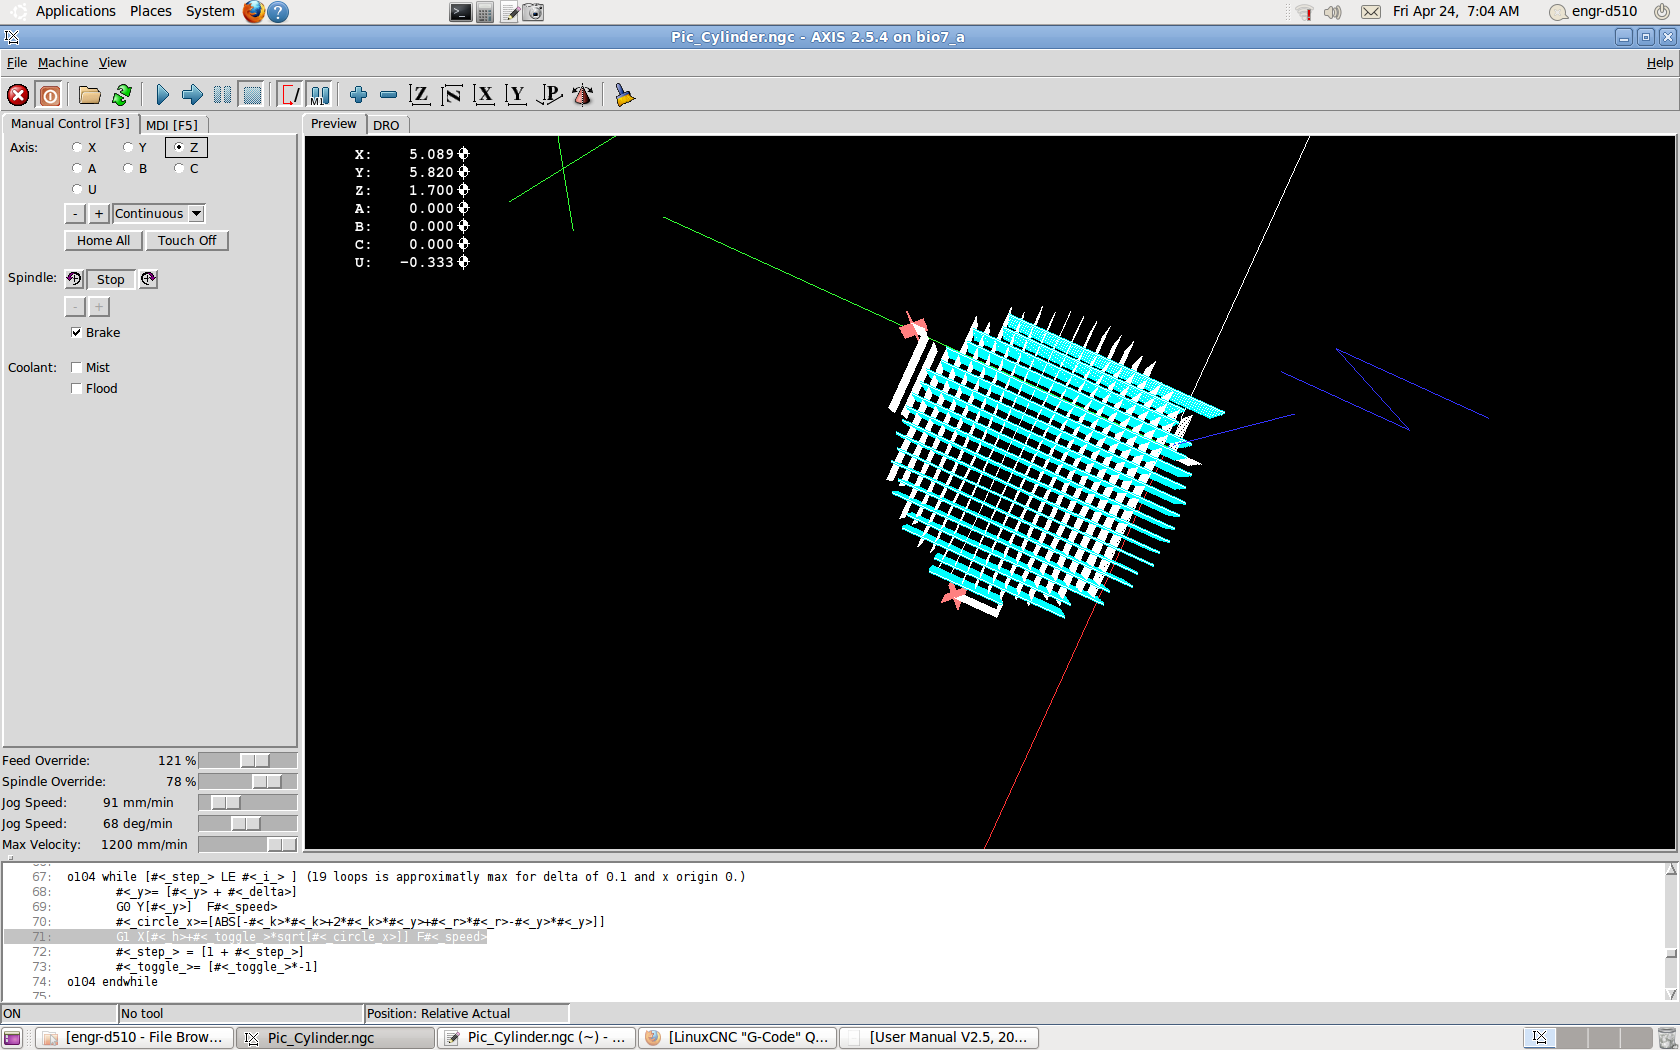 Applications Places System Fri Apr 24, 7:04 AM engr-d510
Pic_Cylinder.ngc - AXIS 2.5.4 on bio7_a
File Machine View Help
Manual Control [F3] MDI [F5]
Preview DRO
Axis: X Y Z
A B C
U
- + Continuous
Home All Touch Off
Spindle: Stop
- +
Brake
Coolant: Mist
Flood
X: 5.089
Y: 5.820
Z: 1.700
A: 0.000
B: 0.000
C: 0.000
U: -0.333
Feed Override: 121 %
Spindle Override: 78 %
Jog Speed: 91 mm/min
Jog Speed: 68 deg/min
Max Velocity: 1200 mm/min
67: o104 while [#<_step_> LE #<_i_> ] (19 loops is approximatly max for delta of 0.1 and x origin 0.)
68: #<_y>= [#<_y> + #<_delta>]
69: G0 Y[#<_y>] F#<_speed>
70: #<_circle_x>=[ABS[-#<_k>*#<_k>+2*#<_k>*#<_y>+#<_r>*#<_r>-#<_y>*#<_y>]]
71: G1 X[#<_h>+#<_toggle_>*sqrt[#<_circle_x>]] F#<_speed>
72: #<_step_> = [1 + #<_step_>]
73: #<_toggle_>= [#<_toggle_>*-1]
74: o104 endwhile
75:
ON No tool Position: Relative Actual
[engr-d510 - File Brow... Pic_Cylinder.ngc Pic_Cylinder.ngc (~) - ... [LinuxCNC "G-Code" Q... [User Manual V2.5, 20...